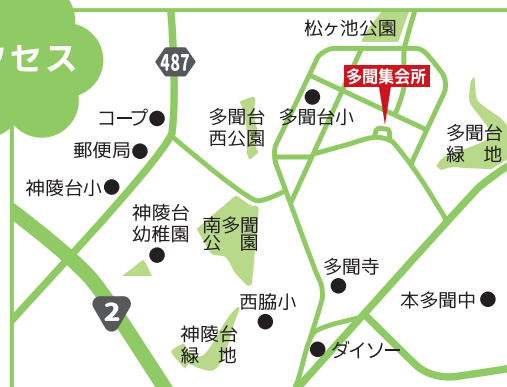 クセス
松ヶ池公園
487
多聞集会所
コープ
多聞台
西公園
多聞台小
多聞台
緑　地
郵便局
神陵台小
神陵台
幼稚園
南多聞
公　園
多聞寺
西脇小
本多聞中
2
神陵台
緑　地
ダイソー